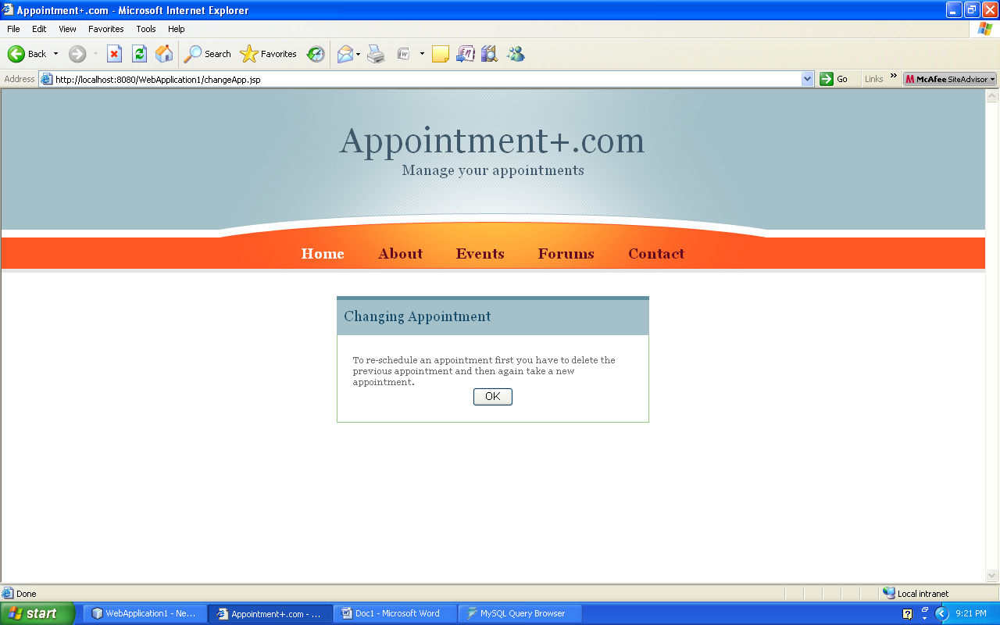 Appointment+.com - Microsoft Internet Explorer
File Edit View Favorites Tools Help
Back Search Favorites
Address http://localhost:8080/WebApplication1/changeApp.jsp Go Links » McAfee SiteAdvisor
Appointment+.com
Manage your appointments
Home About Events Forums Contact
Changing Appointment
To re-schedule an appointment first you have to delete the
previous appointment and then again take a new
appointment.
OK
Done Local intranet
start WebApplication1 - Ne... Appointment+.com - ... Doc1 - Microsoft Word MySQL Query Browser 9:21 PM